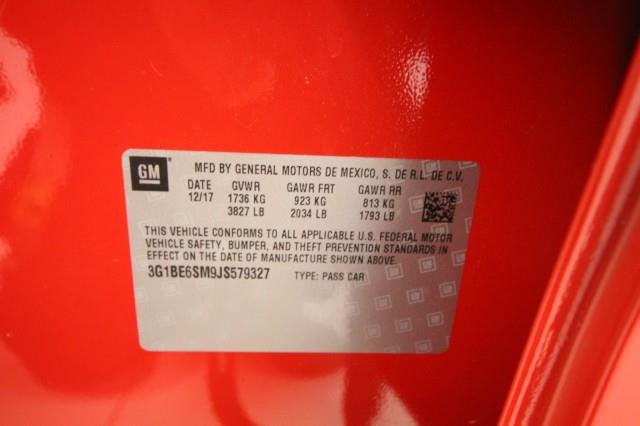 GM MFD BY GENERAL MOTORS DE MEXICO, S. DE R.L. DE C.V.
DATE GVWR GAWR FRT GAWR RR
12/17 1736 KG 923 KG 813 KG
3827 LB 2034 LB 1793 LB
THIS VEHICLE CONFORMS TO ALL APPLICABLE U.S. FEDERAL MOTOR
VEHICLE SAFETY, BUMPER, AND THEFT PREVENTION STANDARDS IN
EFFECT ON THE DATE OF MANUFACTURE SHOWN ABOVE.
3G1BE6SM9JS579327 TYPE: PASS CAR